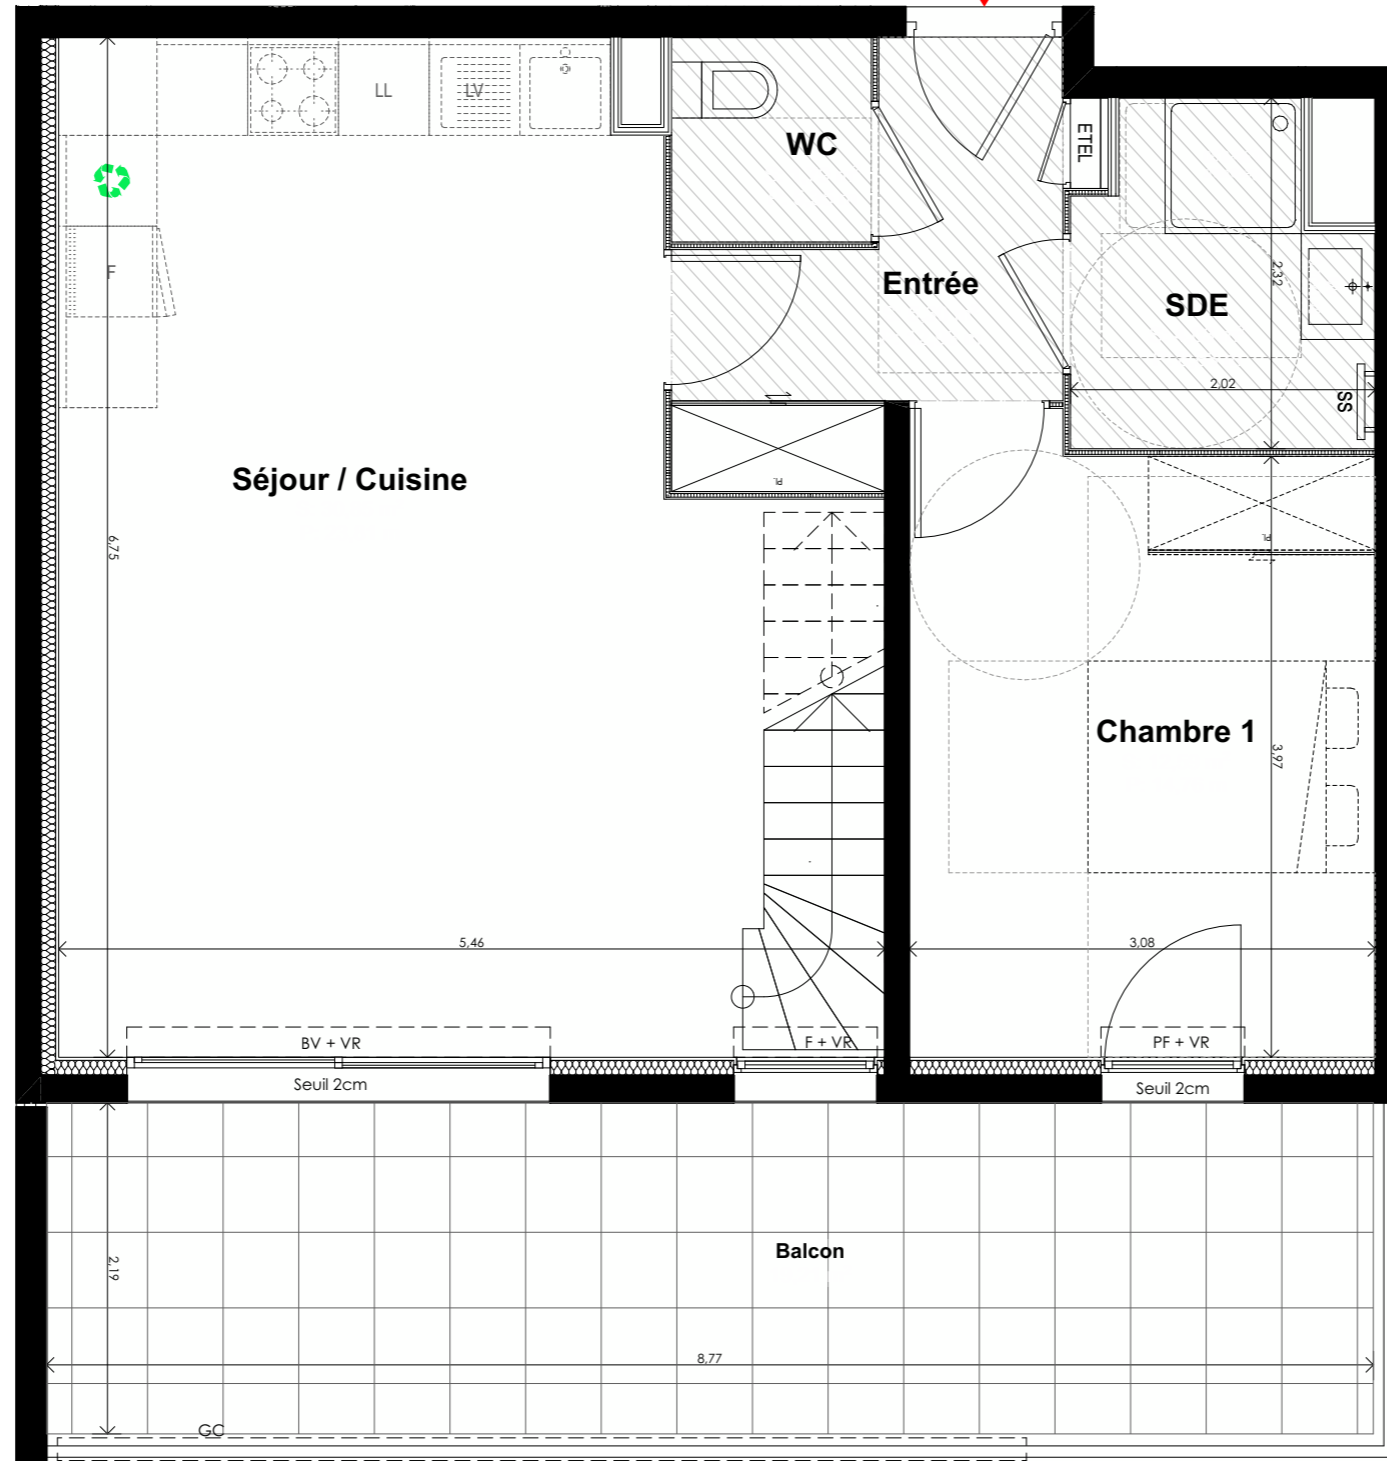 LL
LV
WC
ETEL
F
Entrée
SDE
2,32
2,02
SS
Séjour / Cuisine
PL
PL
6,75
Chambre 1
3,97
5,46
3,08
BV + VR
F + VR
PF + VR
Seuil 2cm
Seuil 2cm
Balcon
2,19
8,77
GC